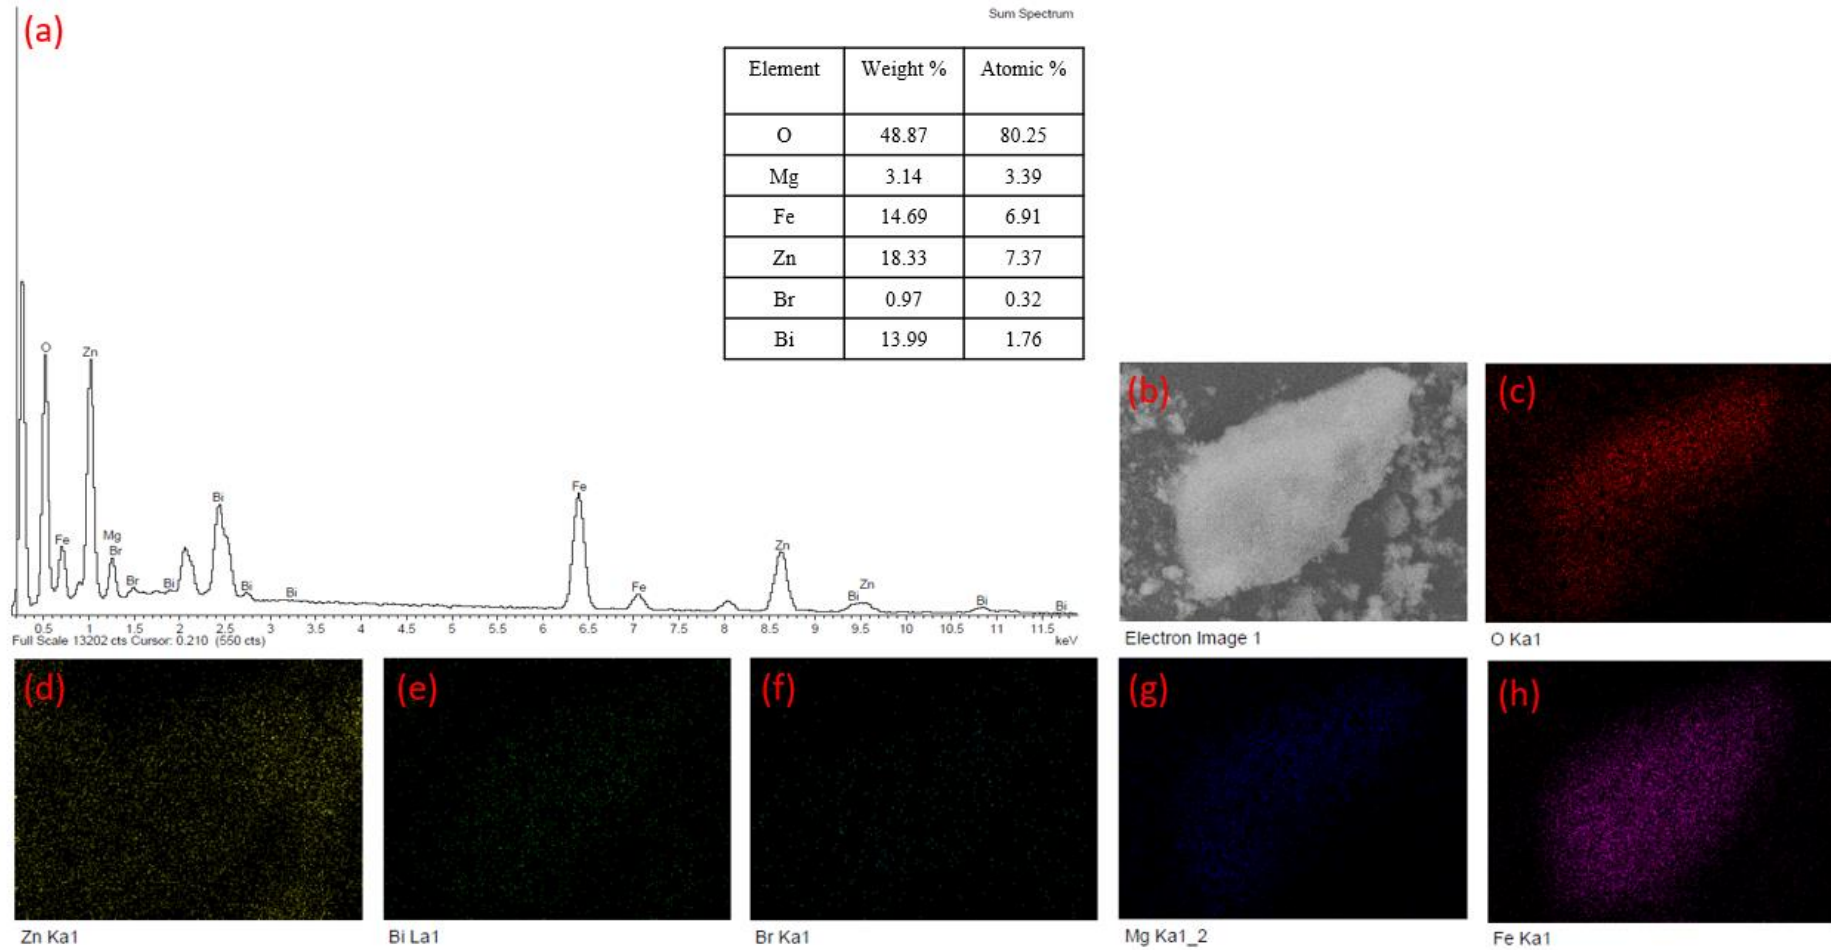 (a)
Sum Spectrum
Element Weight % Atomic %
O 48.87 80.25
Mg 3.14 3.39
Fe 14.69 6.91
Zn 18.33 7.37
Br 0.97 0.32
Bi 13.99 1.76
O
Zn
Fe
Mg
Br
Br
Bi
Bi
Bi
Bi
Fe
Fe
Zn
Bi
Zn
Bi
Bi
0.5 1 1.5 2 2.5 3 3.5 4 4.5 5 5.5 6 6.5 7 7.5 8 8.5 9 9.5 10 10.5 11 11.5
Full Scale 13202 cts Cursor: 0.210 (550 cts) keV
(b)
Electron Image 1
(c)
O Ka1
(d)
Zn Ka1
(e)
Bi La1
(f)
Br Ka1
(g)
Mg Ka1_2
(h)
Fe Ka1